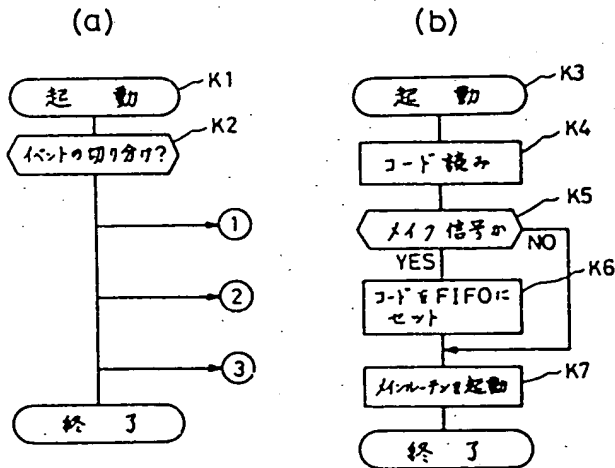 (a)
起動
K1
イベントの切り分け?
K2
①
②
③
終了
(b)
起動
K3
コード読み
K4
メイク信号か
K5
NO
YES
コードをFIFOに
セット
K6
メインルーチンを起動
K7
終了